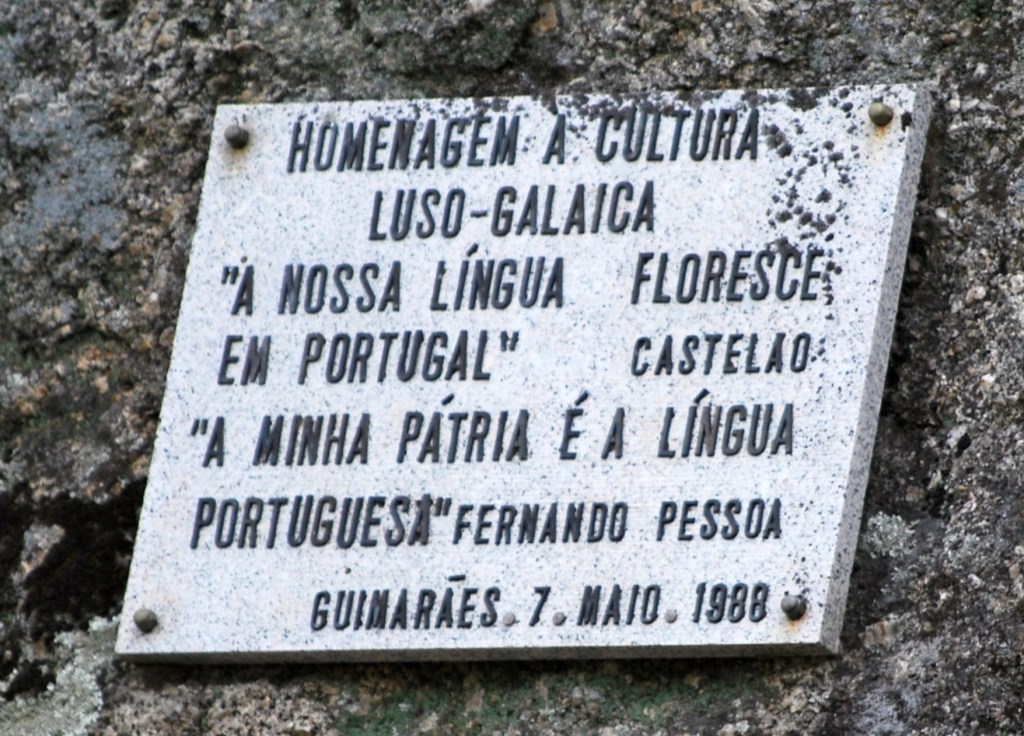 HOMENAGEM A CULTURA
LUSO-GALAICA
"A NOSSA LÍNGUA FLORESCE
EM PORTUGAL" CASTELAO
"A MINHA PÁTRIA É A LÍNGUA
PORTUGUESA" FERNANDO PESSOA
GUIMARÃES. 7. MAIO. 1988